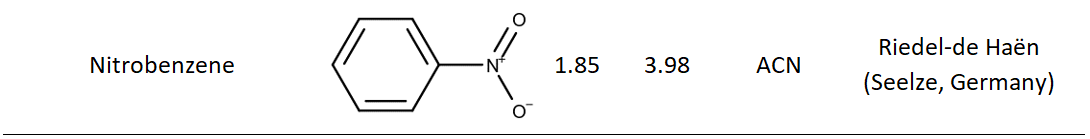 Nitrobenzene
O
N+
O-
1.85
3.98
ACN
Riedel-de Haën
(Seelze, Germany)